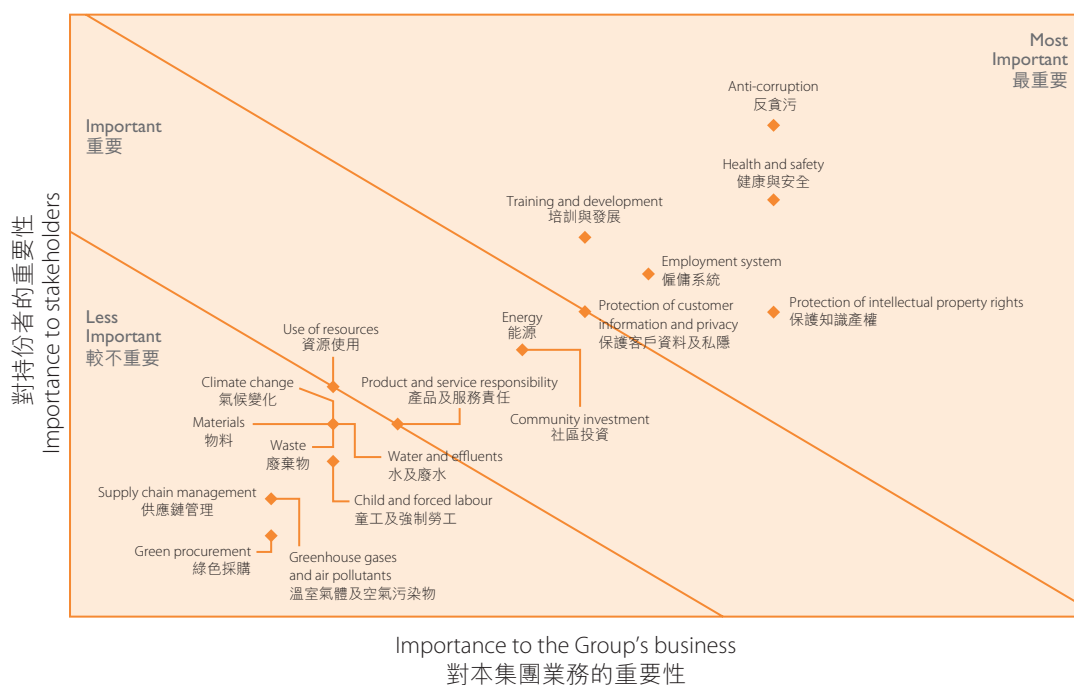 Most
Important
最重要
Anti-corruption
反貪污
Important
重要
Health and safety
健康與安全
Training and development
培訓與發展
對持份者的重要性
Importance to stakeholders
Employment system
僱傭系統
Less
Important
較不重要
Use of resources
資源使用
Energy
能源
Protection of customer
information and privacy
保護客戶資料及私隱
Protection of intellectual property rights
保護知識產權
Climate change
氣候變化
Product and service responsibility
產品及服務責任
Materials
物料
Community investment
社區投資
Waste
廢棄物
Water and effluents
水及廢水
Supply chain management
供應鏈管理
Child and forced labour
童工及強制勞工
Green procurement
綠色採購
Greenhouse gases
and air pollutants
溫室氣體及空氣污染物
Importance to the Group’s business
對本集團業務的重要性